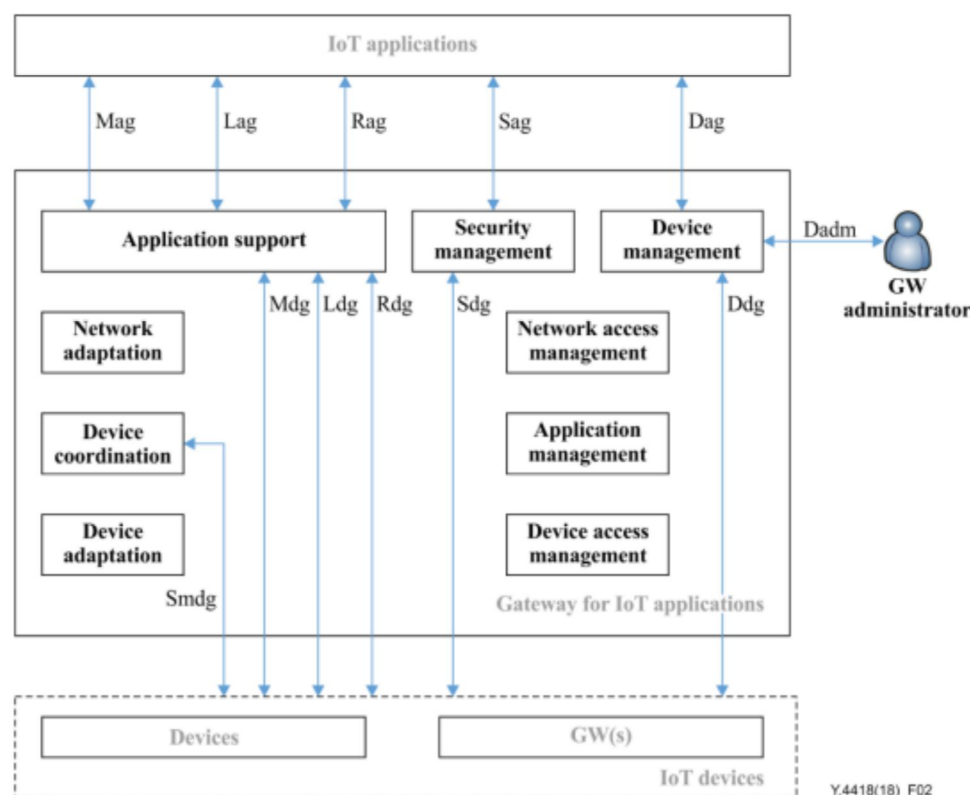 IoT applications
Mag Lag Rag Sag Dag
Application support
Security
management
Device
management
Dadm
GW
administrator
Mdg Ldg Rdg Sdg Ddg
Network
adaptation
Network access
management
Device
coordination
Application
management
Device
adaptation
Device access
management
Smdg
Gateway for IoT applications
Devices
GW(s)
IoT devices
Y.4418(18)_F02